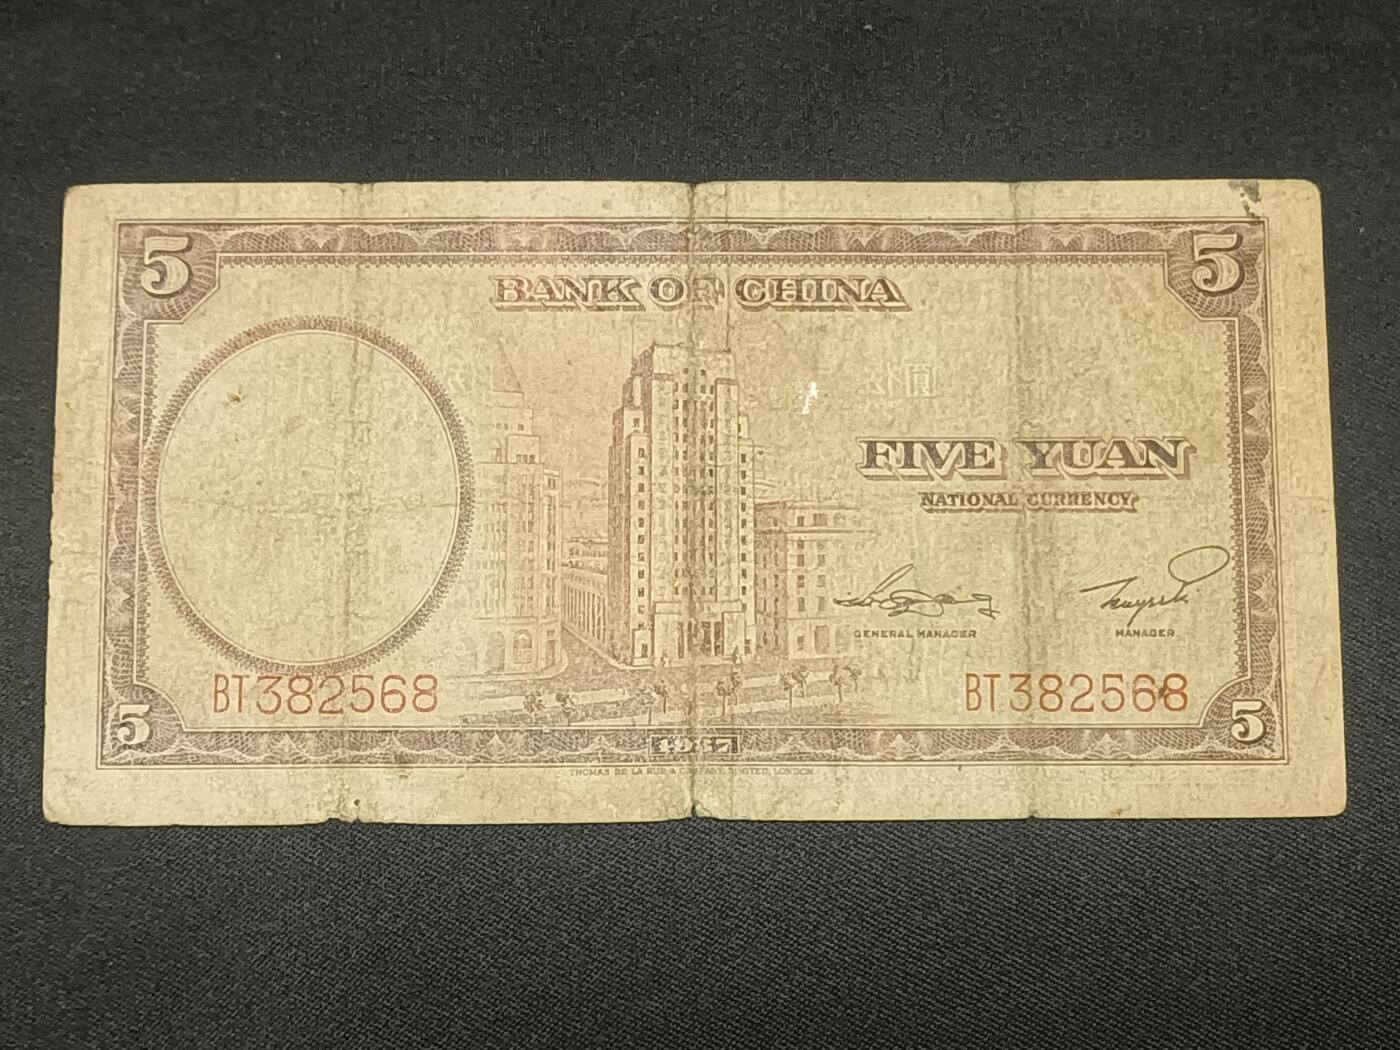 5
5
BANK OF CHINA
FIVE YUAN
NATIONAL CURRENCY
GENERAL MANAGER
MANAGER
BT382568
BT382568
5
5
1937
THOMAS DE LA RUE & COMPANY, LIMITED, LONDON.